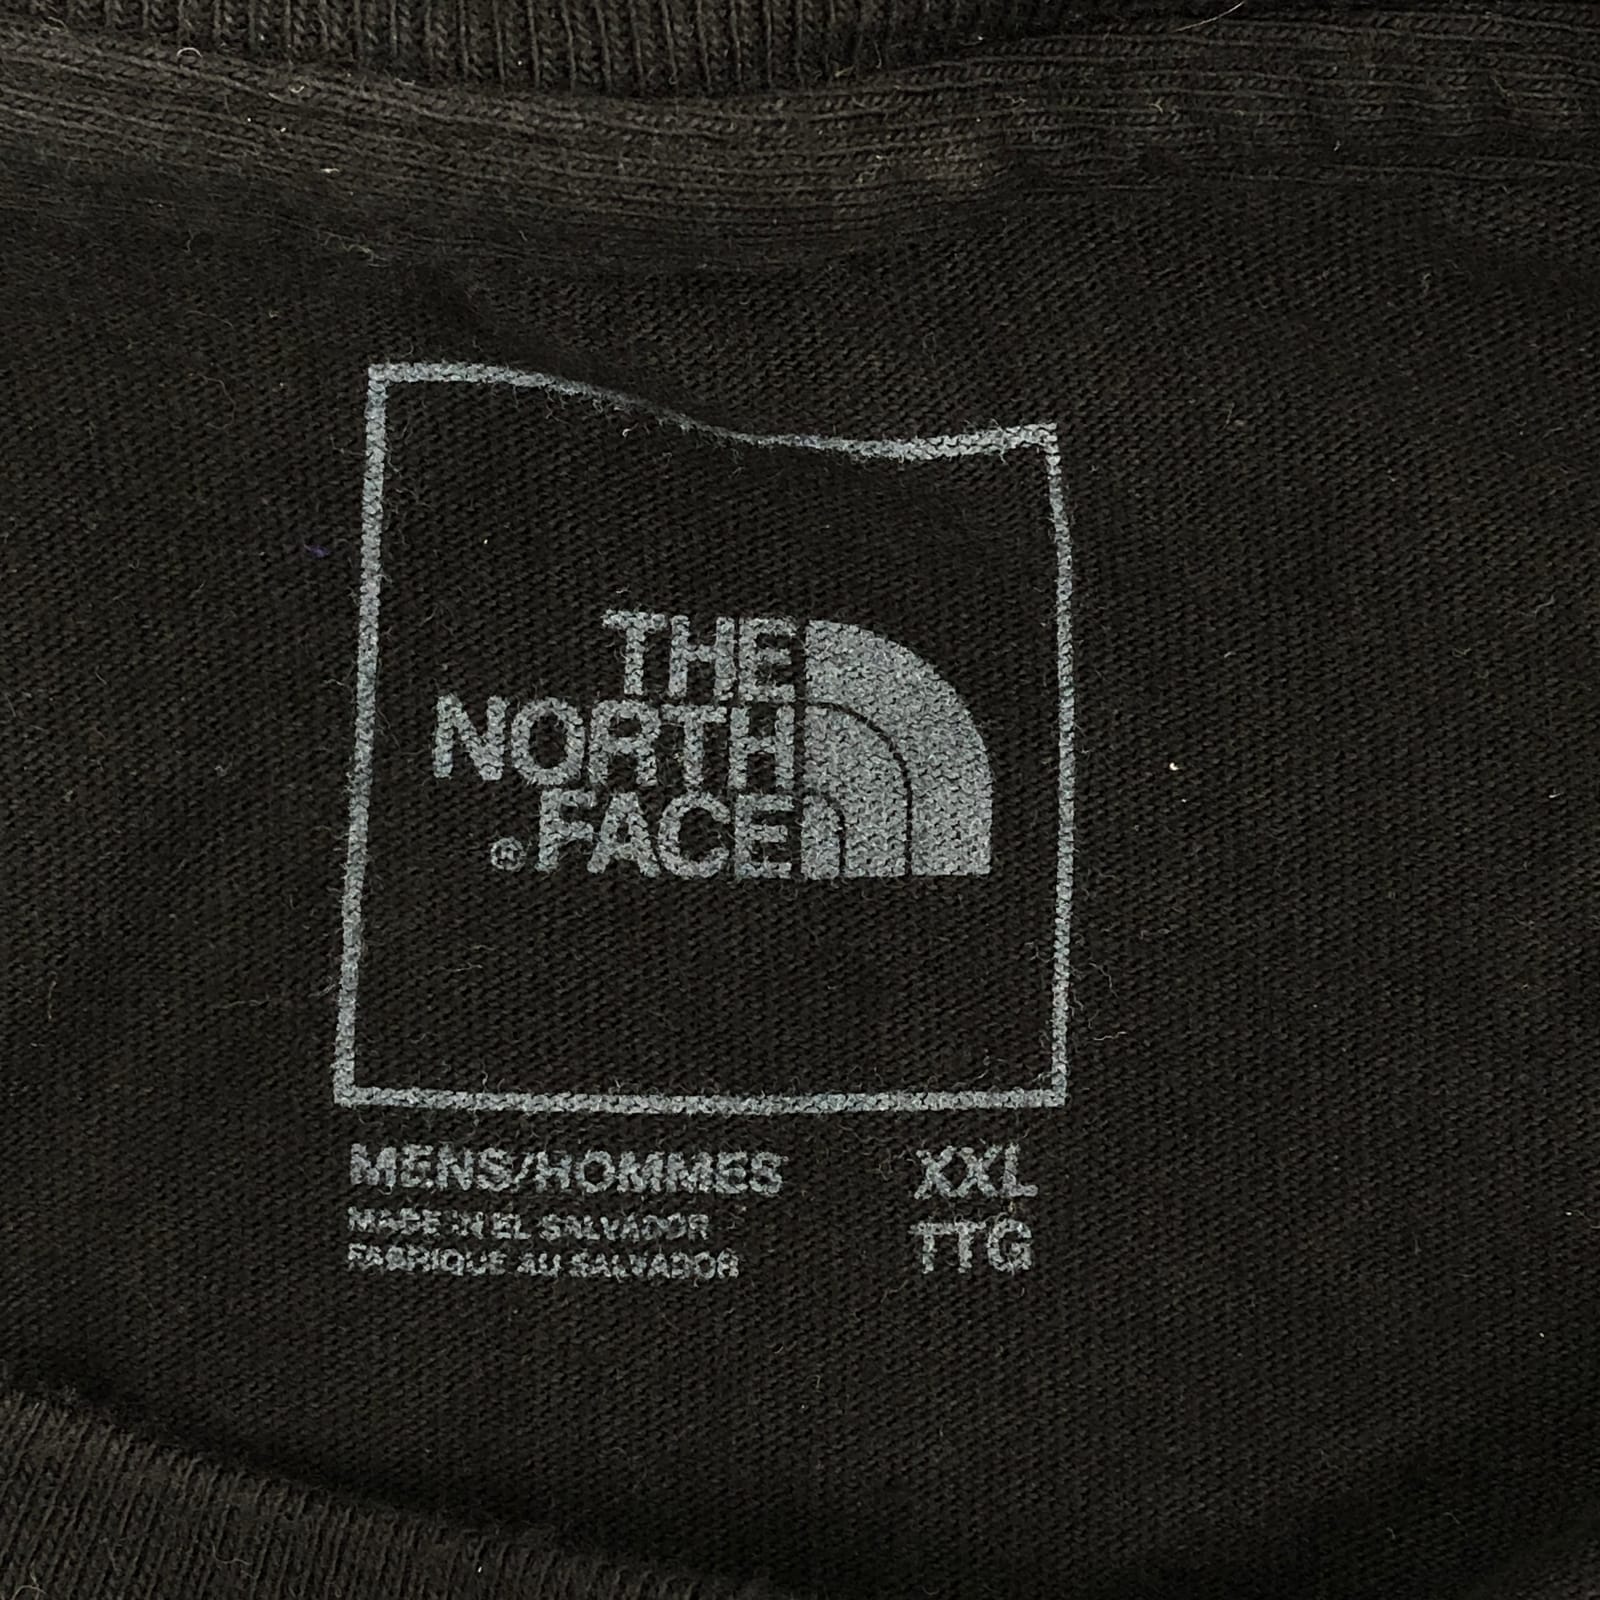 THE
NORTH
®FACE
MENS/HOMMES XXL
MADE IN EL SALVADOR TTG
FABRIQUE AU SALVADOR